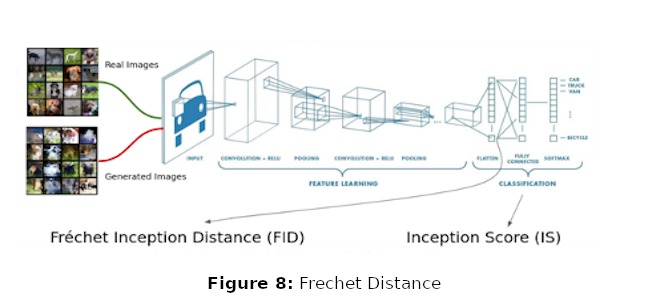 Real Images
Generated Images
INPUT
CONVOLUTION + RELU
POOLING
CONVOLUTION + RELU
POOLING
...
FLATTEN
FULLY
CONNECTED
SOFTMAX
CAR
TRUCK
VAN
BICYCLE
FEATURE LEARNING
CLASSIFICATION
Fréchet Inception Distance (FID)
Inception Score (IS)
Figure 8: Frechet Distance